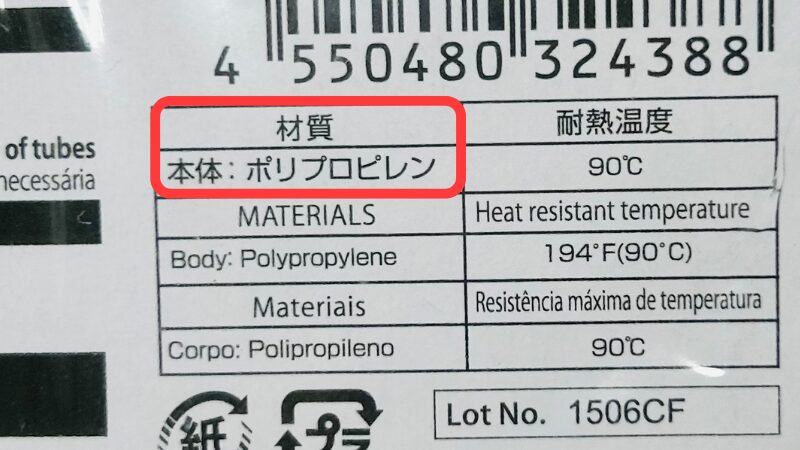 4 550480 324388
材質 耐熱温度
本体：ポリプロピレン 90℃
of tubes
necessária
MATERIALS Heat resistant temperature
Body: Polypropylene 194°F(90°C)
Materiais Resistência máxima de temperatura
Corpo: Polipropileno 90℃
紙 プラ
Lot No. 1506CF